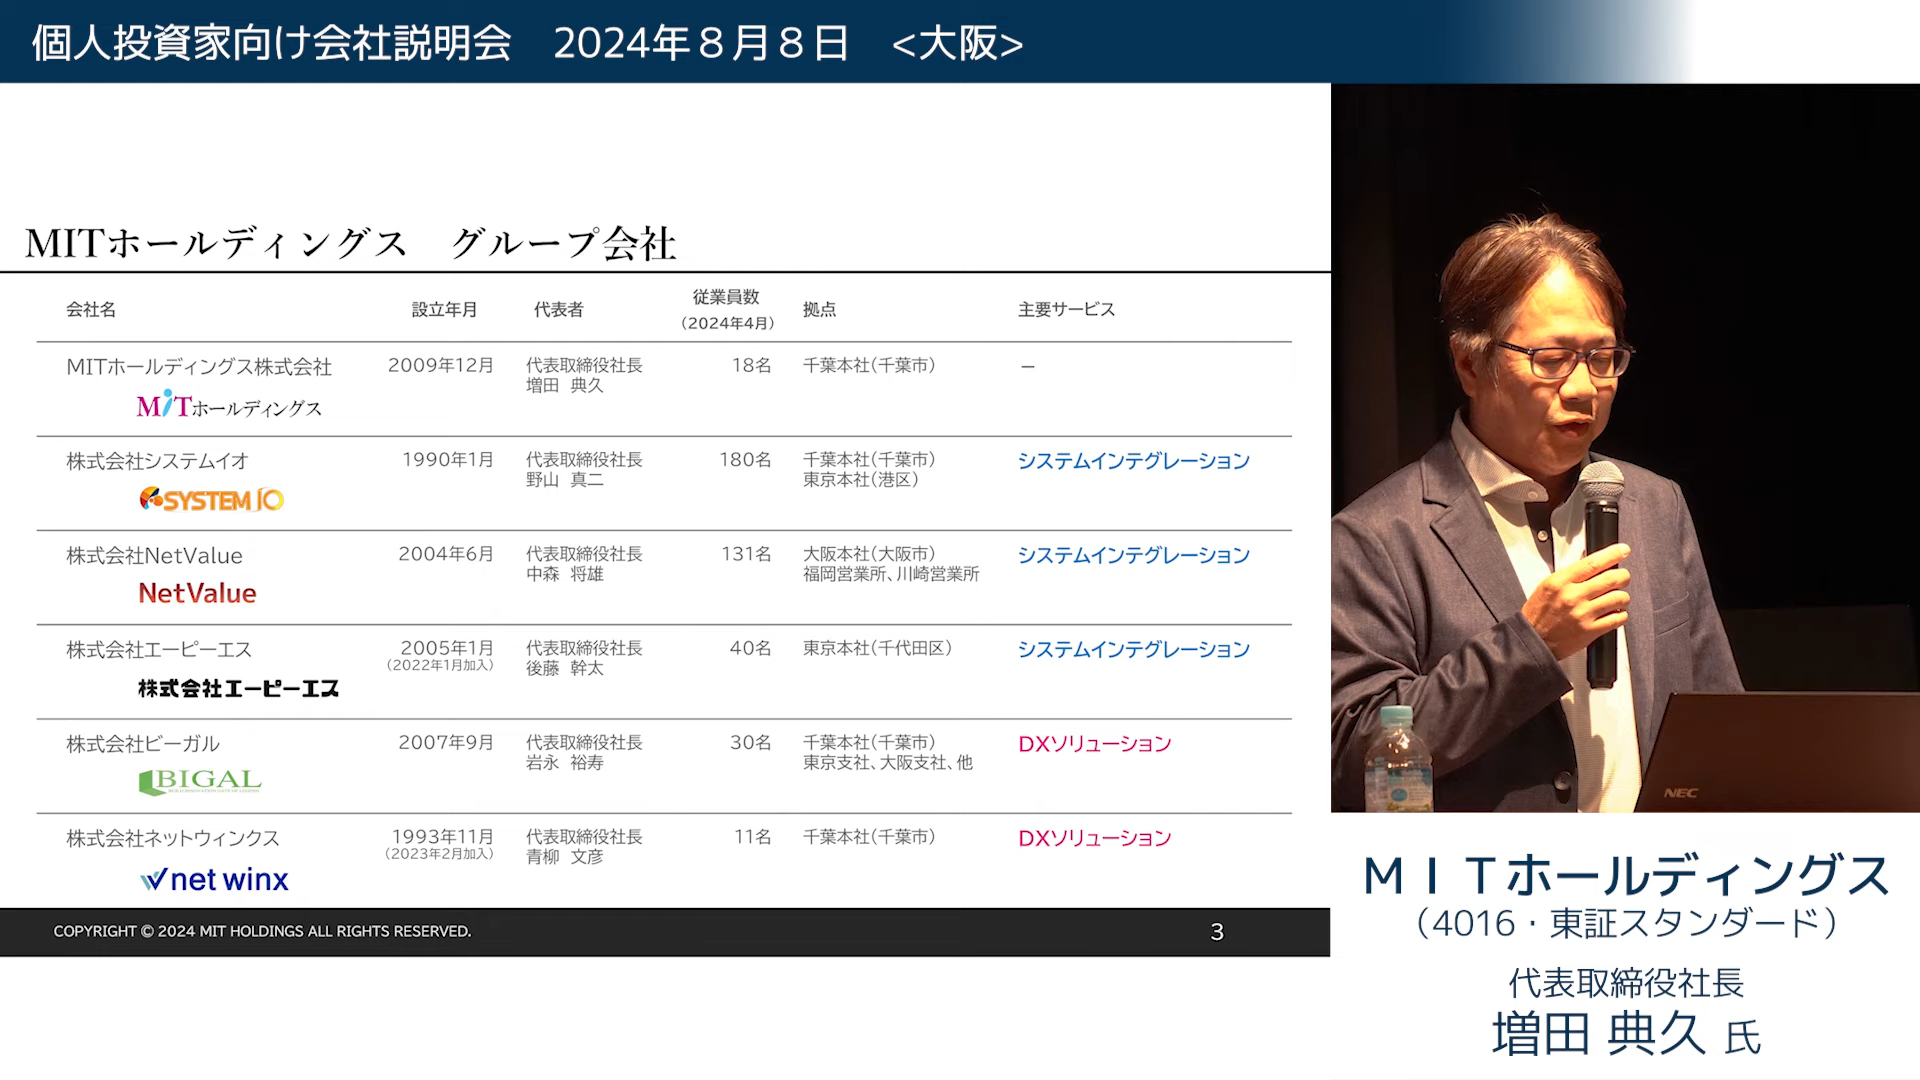 個人投資家向け会社説明会　2024年８月８日　<大阪>
MITホールディングス　グループ会社
会社名 設立年月 代表者 従業員数 拠点 主要サービス
（2024年4月）
MITホールディングス株式会社 2009年12月 代表取締役社長 18名 千葉本社（千葉市） －
増田　典久
MiTホールディングス
株式会社システムイオ 1990年1月 代表取締役社長 180名 千葉本社（千葉市） システムインテグレーション
野山　真二 東京本社（港区）
SYSTEM IO
株式会社NetValue 2004年6月 代表取締役社長 131名 大阪本社（大阪市） システムインテグレーション
中森　将雄 福岡営業所、川崎営業所
NetValue
株式会社エーピーエス 2005年1月 代表取締役社長 40名 東京本社（千代田区） システムインテグレーション
（2022年1月加入） 後藤　幹太
株式会社エーピーエス
株式会社ビーガル 2007年9月 代表取締役社長 30名 千葉本社（千葉市） DXソリューション
岩永　裕寿 東京支社、大阪支社、他
BIGAL
株式会社ネットウィンクス 1993年11月 代表取締役社長 11名 千葉本社（千葉市） DXソリューション
（2023年2月加入） 青柳　文彦
net winx
COPYRIGHT © 2024 MIT HOLDINGS ALL RIGHTS RESERVED. 3
NEC
ＭＩＴホールディングス
（4016・東証スタンダード）
代表取締役社長
増田 典久 氏